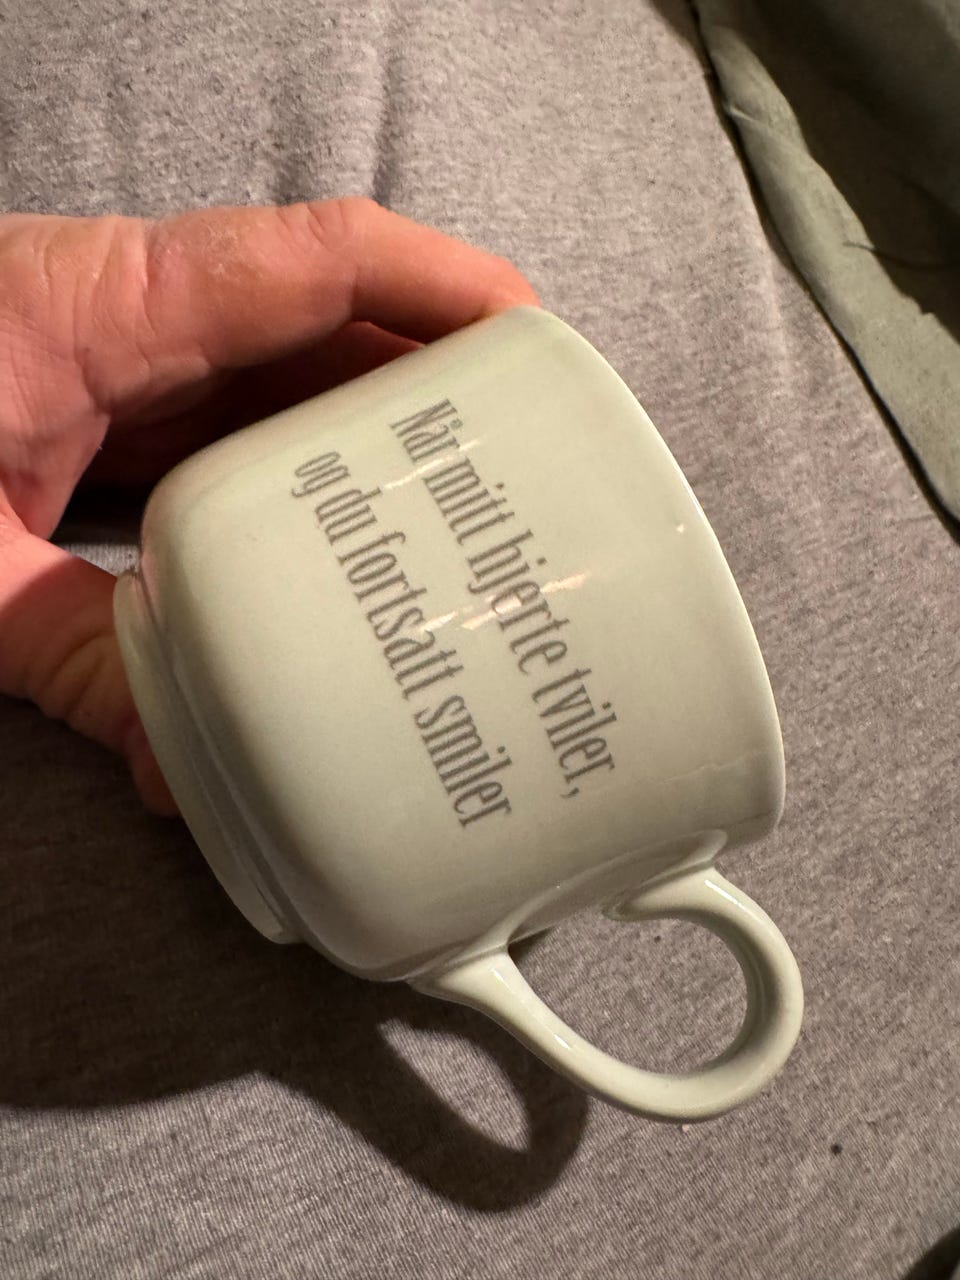 Når mitt hjerte tviler,
og du fortsatt smiler